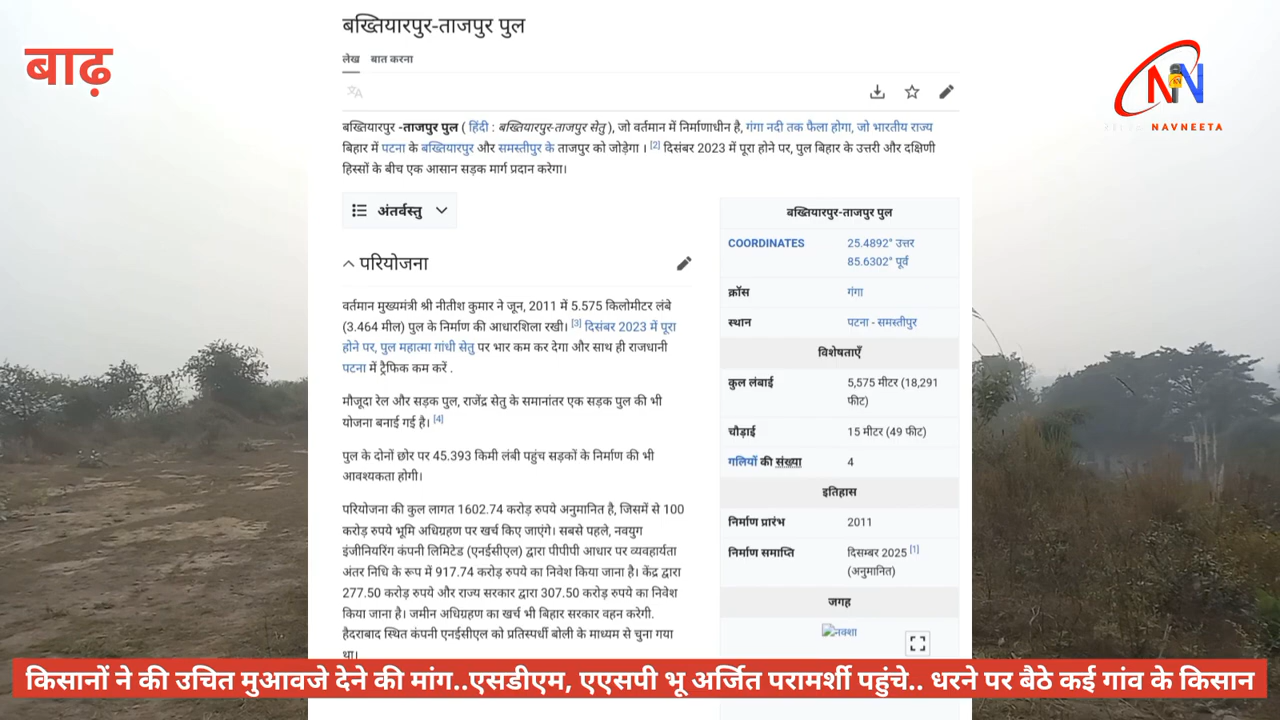 बाढ़
NAVNEETA
बख्तियारपुर-ताजपुर पुल
लेख बात करना
बख्तियारपुर -ताजपुर पुल ( हिंदी : बख्तियारपुर-ताजपुर सेतु ), जो वर्तमान में निर्माणाधीन है, गंगा नदी तक फैला होगा, जो भारतीय राज्य
बिहार में पटना के बख्तियारपुर और समस्तीपुर के ताजपुर को जोड़ेगा । [2] दिसंबर 2023 में पूरा होने पर, पुल बिहार के उत्तरी और दक्षिणी
हिस्सों के बीच एक आसान सड़क मार्ग प्रदान करेगा।
अंतर्वस्तु
परियोजना
वर्तमान मुख्यमंत्री श्री नीतीश कुमार ने जून, 2011 में 5.575 किलोमीटर लंबे
(3.464 मील) पुल के निर्माण की आधारशिला रखी। [3] दिसंबर 2023 में पूरा
होने पर, पुल महात्मा गांधी सेतु पर भार कम कर देगा और साथ ही राजधानी
पटना में ट्रैफिक कम करें .
मौजूदा रेल और सड़क पुल, राजेंद्र सेतु के समानांतर एक सड़क पुल की भी
योजना बनाई गई है। [4]
पुल के दोनों छोर पर 45.393 किमी लंबी पहुंच सड़कों के निर्माण की भी
आवश्यकता होगी।
परियोजना की कुल लागत 1602.74 करोड़ रुपये अनुमानित है, जिसमें से 100
करोड़ रुपये भूमि अधिग्रहण पर खर्च किए जाएंगे। सबसे पहले, नवयुग
इंजीनियरिंग कंपनी लिमिटेड (एनईसीएल) द्वारा पीपीपी आधार पर व्यवहार्यता
अंतर निधि के रूप में 917.74 करोड़ रुपये का निवेश किया जाना है। केंद्र द्वारा
277.50 करोड़ रुपये और राज्य सरकार द्वारा 307.50 करोड़ रुपये का निवेश
किया जाना है। जमीन अधिग्रहण का खर्च भी बिहार सरकार वहन करेगी.
हैदराबाद स्थित कंपनी एनईसीएल को प्रतिस्पर्धी बोली के माध्यम से चुना गया
था।
बख्तियारपुर-ताजपुर पुल
COORDINATES 25.4892° उत्तर
85.6302° पूर्व
क्रॉस गंगा
स्थान पटना - समस्तीपुर
विशेषताएँ
कुल लंबाई 5,575 मीटर (18,291
फीट)
चौड़ाई 15 मीटर (49 फीट)
गलियों की संख्या 4
इतिहास
निर्माण प्रारंभ 2011
निर्माण समाप्ति दिसम्बर 2025 [1]
(अनुमानित)
जगह
नक्शा
किसानों ने की उचित मुआवजे देने की मांग..एसडीएम, एएसपी भू अर्जित परामर्शी पहुंचे.. धरने पर बैठे कई गांव के किसान